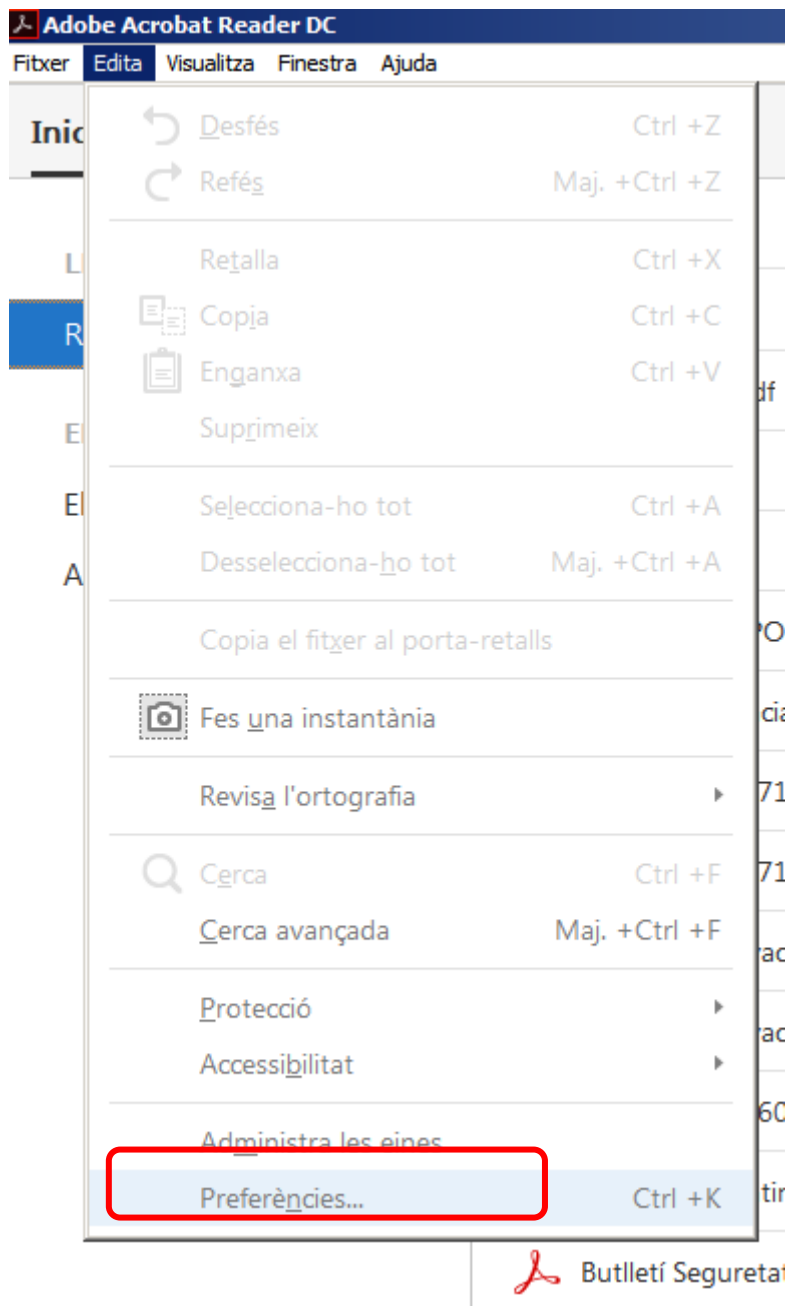 Adobe Acrobat Reader DC
Fitxer Edita Visualitza Finestra Ajuda
Desfés Ctrl +Z
Refés Maj. +Ctrl +Z
Retalla Ctrl +X
Copia Ctrl +C
Enganxa Ctrl +V
Suprimeix
Selecciona-ho tot Ctrl +A
Desselecciona-ho tot Maj. +Ctrl +A
Copia el fitxer al porta-retalls
Fes una instantània
Revisa l'ortografia
Cerca Ctrl +F
Cerca avançada Maj. +Ctrl +F
Protecció
Accessibilitat
Administra les eines
Preferències... Ctrl +K
Butlletí Seguretat